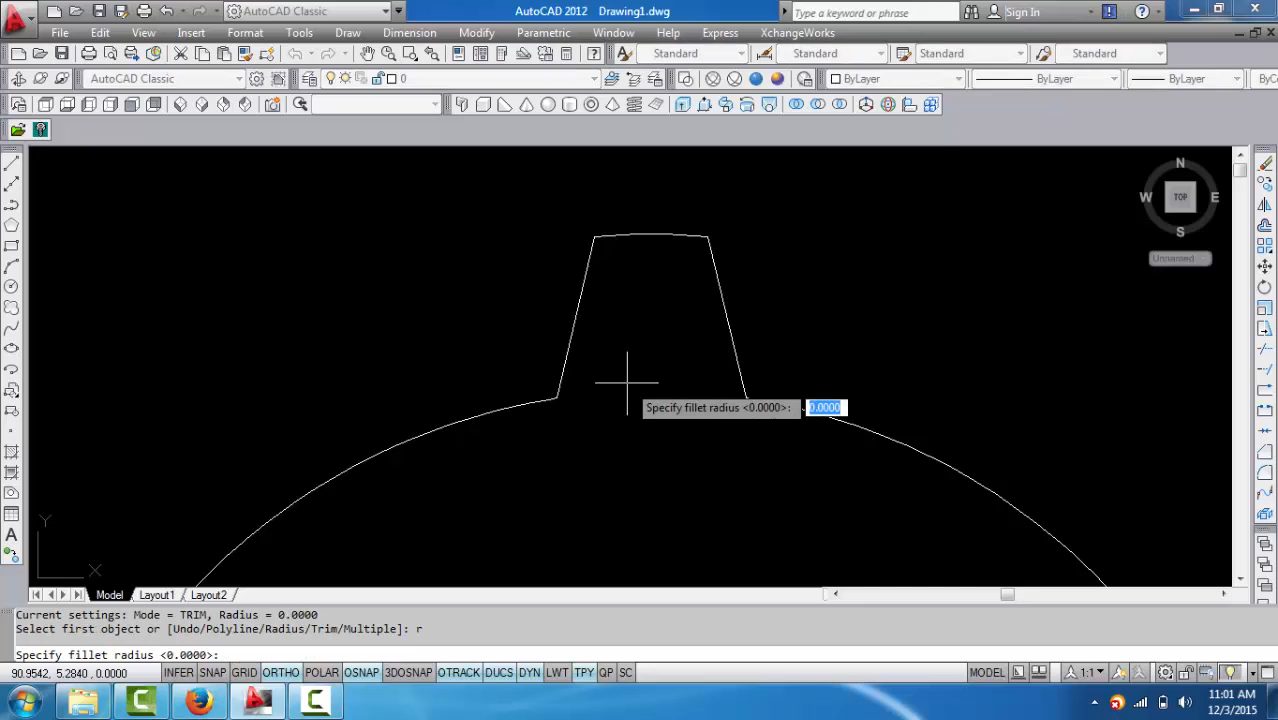 AutoCAD Classic
AutoCAD 2012 Drawing1.dwg
Type a keyword or phrase
Sign In
File Edit View Insert Format Tools Draw Dimension Modify Parametric Window Help Express XchangeWorks
Standard Standard Standard Standard
AutoCAD Classic 0 ByLayer ByLayer ByLayer ByC
N
W TOP E
S
Unnamed
Specify fillet radius <0.0000>: 0.0000
Y
X
Model Layout1 Layout2
Current settings: Mode = TRIM, Radius = 0.0000
Select first object or [Undo/Polyline/Radius/Trim/Multiple]: r
Specify fillet radius <0.0000>:
90.9542, 5.2840, 0.0000 INFER SNAP GRID ORTHO POLAR OSNAP 3DOSNAP OTRACK DUCS DYN LWT TPY QP SC MODEL 1:1
11:01 AM
12/3/2015